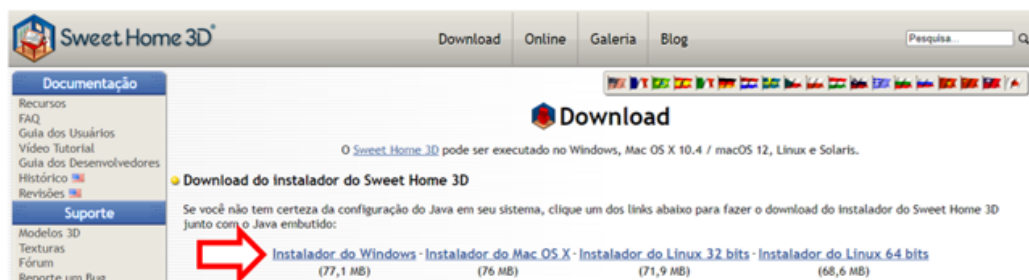 Sweet Home 3D
Download Online Galeria Blog
Pesquisa...
Documentação
Recursos
FAQ
Guia dos Usuários
Vídeo Tutorial
Guia dos Desenvolvedores
Histórico
Revisões
Suporte
Modelos 3D
Texturas
Fórum
Reporte um Bug
Download
O Sweet Home 3D pode ser executado no Windows, Mac OS X 10.4 / macOS 12, Linux e Solaris.
Download do instalador do Sweet Home 3D
Se você não tem certeza da configuração do Java em seu sistema, clique um dos links abaixo para fazer o download do instalador do Sweet Home 3D
junto com o Java embutido:
Instalador do Windows - Instalador do Mac OS X - Instalador do Linux 32 bits - Instalador do Linux 64 bits
(77,1 MB) (76 MB) (71,9 MB) (68,6 MB)